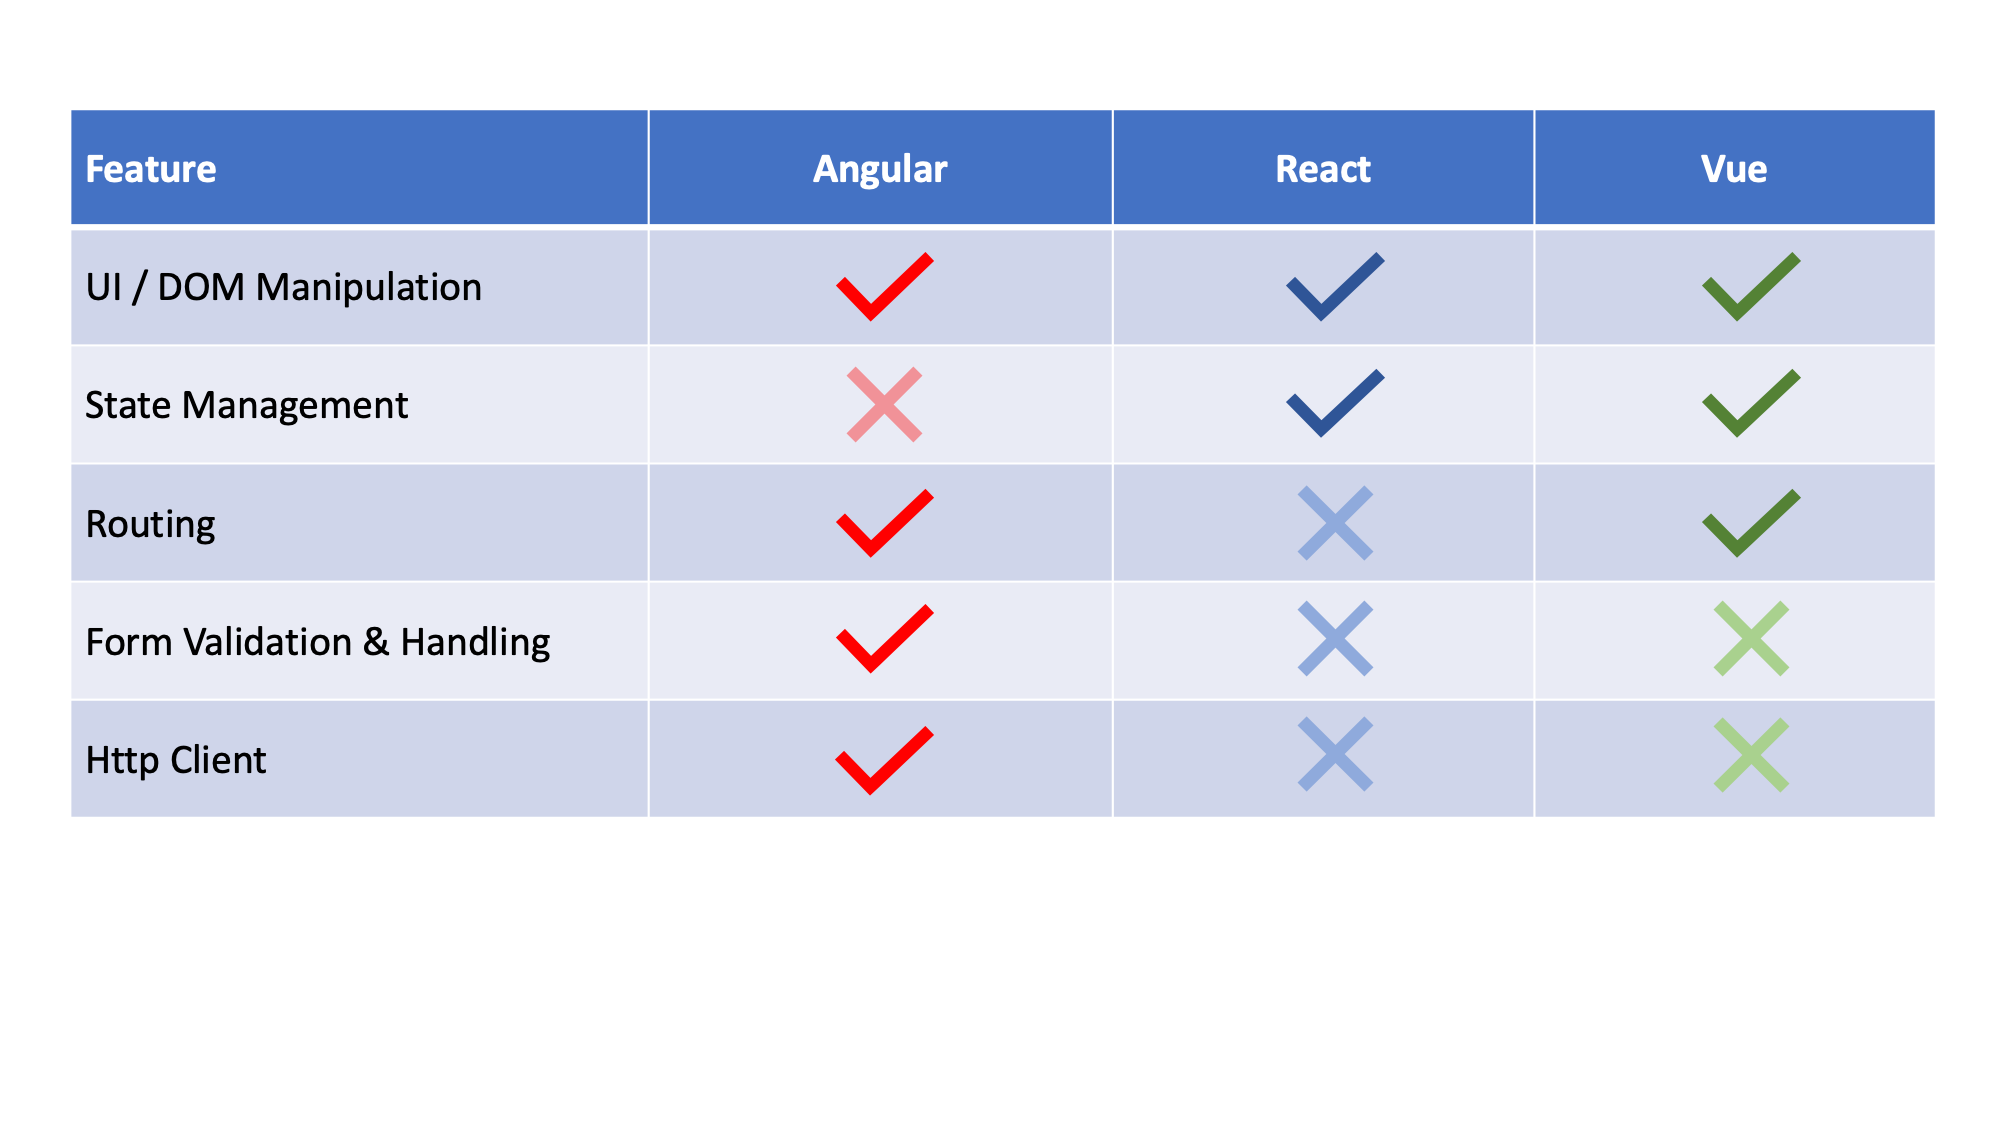 Feature Angular React Vue
UI / DOM Manipulation
State Management
Routing
Form Validation & Handling
Http Client